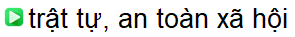 trật tự, an toàn xã hội